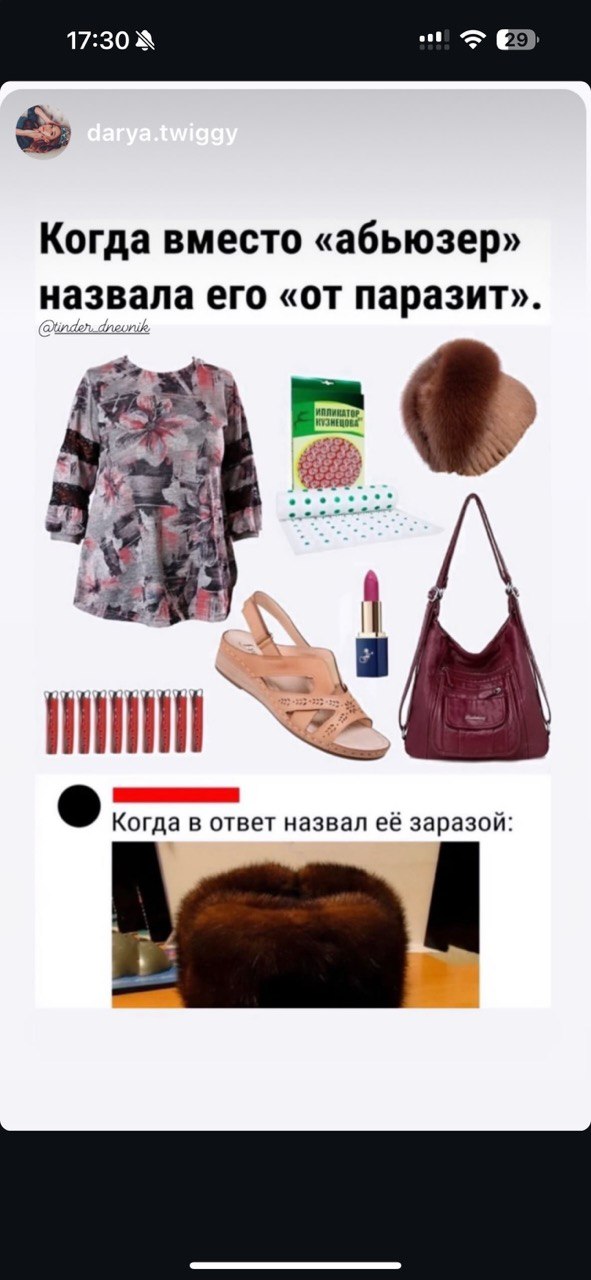 17:30
29
darya.twiggy
Когда вместо «абьюзер»
назвала его «от паразит».
@tinder_dnevnik
ИППЛИКАТОР
КУЗНЕЦОВА
Когда в ответ назвал её заразой: